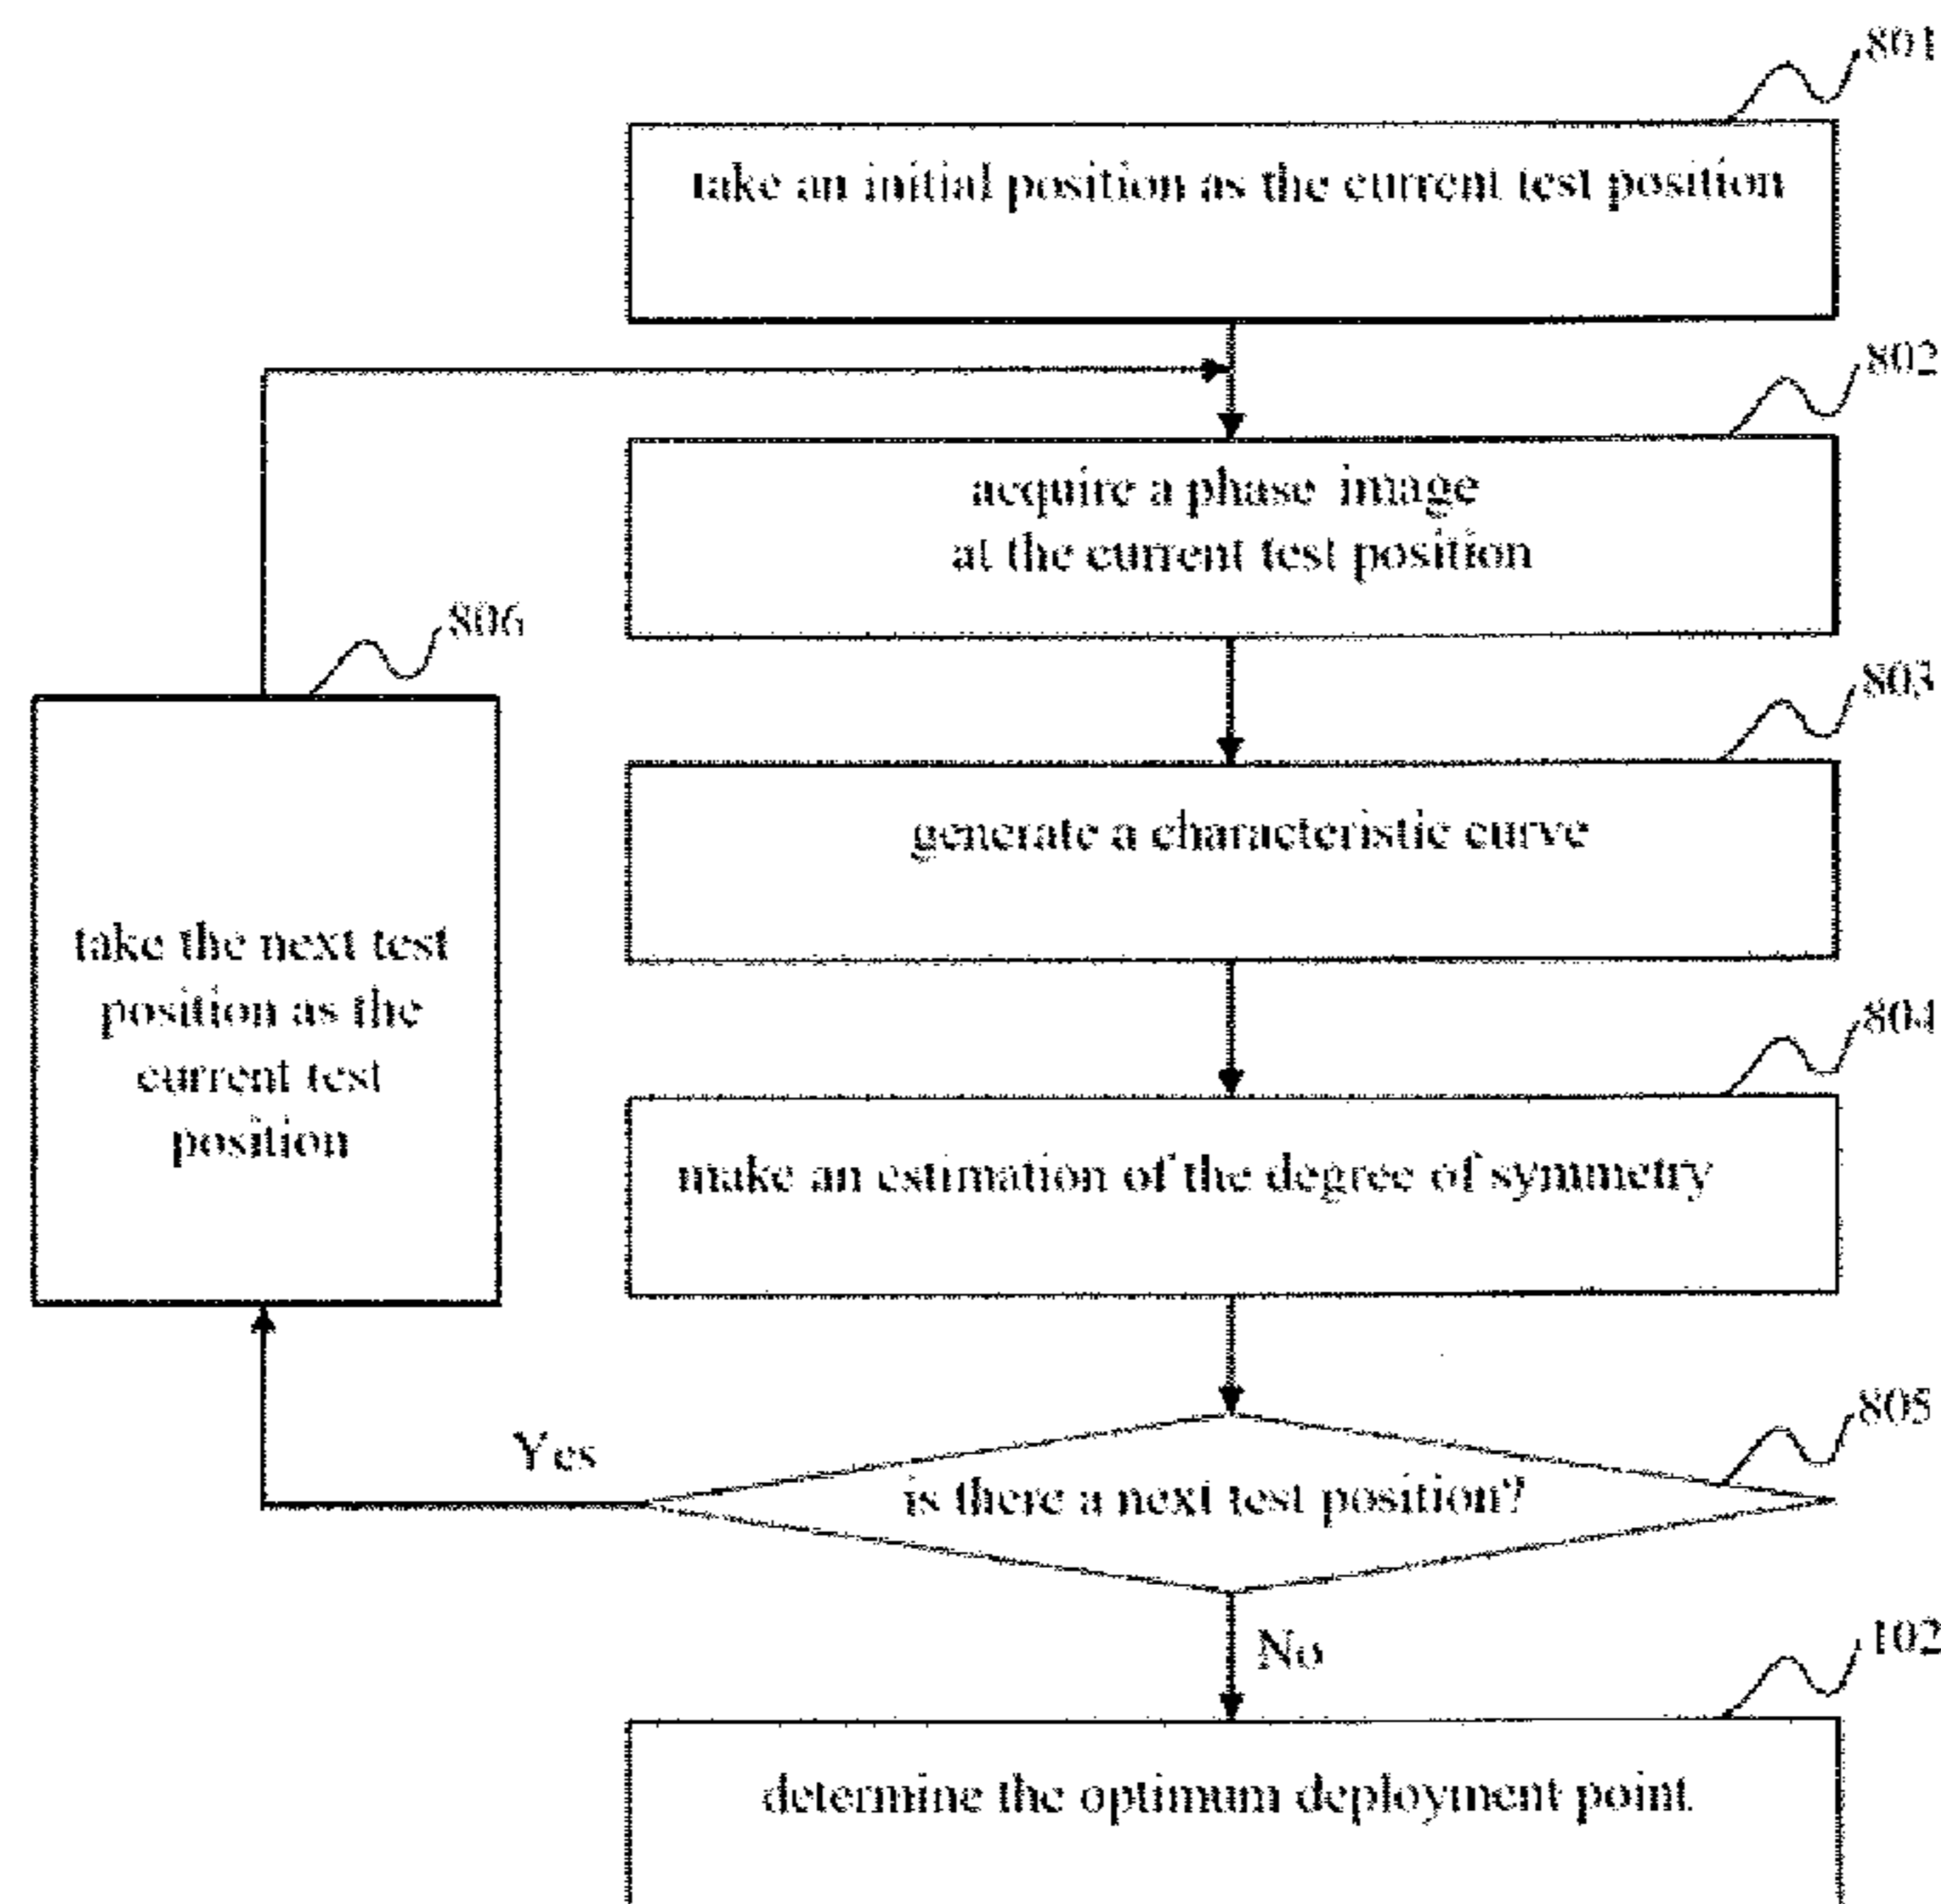 801
take an initial position as the current test position
802
acquire a phase image
at the current test position
806
803
generate a characteristic curve
take the next test
position as the
current test
position
804
make an estimation of the degree of symmetry
805
Yes
is there a next test position?
No
102
determine the optimum deployment point